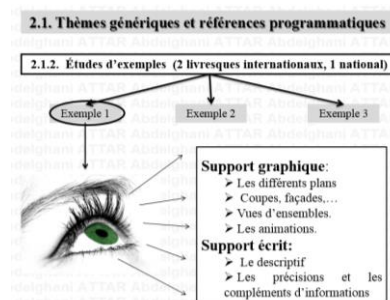 2.1. Thèmes génériques et références programmatiques
2.1.2. Études d'exemples (2 livresques internationaux, 1 national)
Exemple 1
Exemple 2
Exemple 3
Support graphique:
➢ Les différents plans
➢ Coupes, façades,…
➢ Vues d'ensembles.
➢ Les animations.
Support écrit:
➢ Le descriptif
➢ Les précisions et les
compléments d'informations